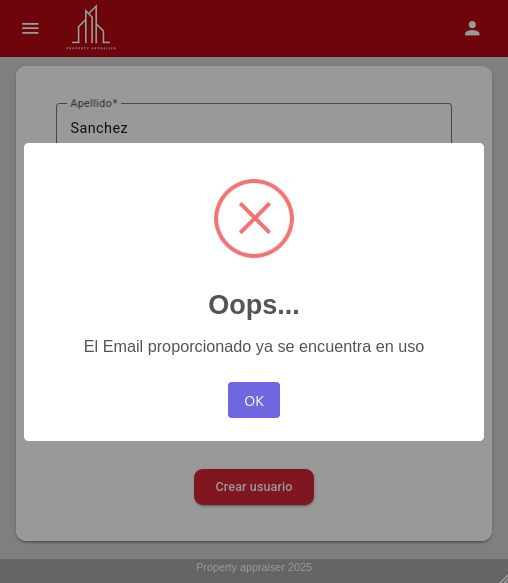 PROPERTY APPRAISER
Apellido*
Sanchez
Oops...
El Email proporcionado ya se encuentra en uso
OK
Crear usuario
Property appraiser 2025